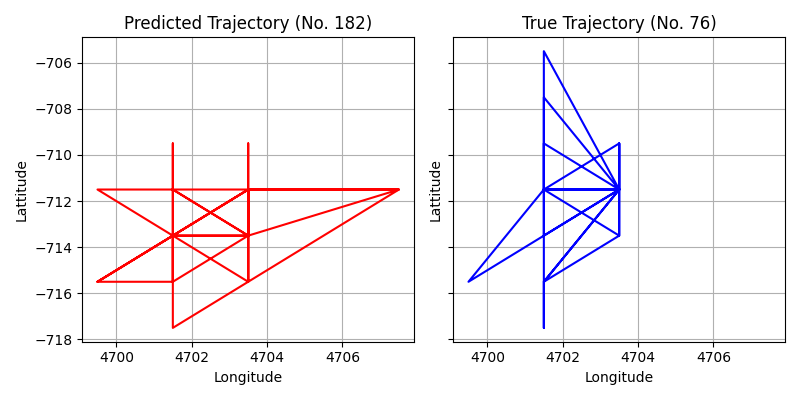 Predicted Trajectory (No. 182)
True Trajectory (No. 76)
Lattitude
−706
−708
−710
−712
−714
−716
−718
4700
4702
4704
4706
Longitude
Lattitude
4700
4702
4704
4706
Longitude